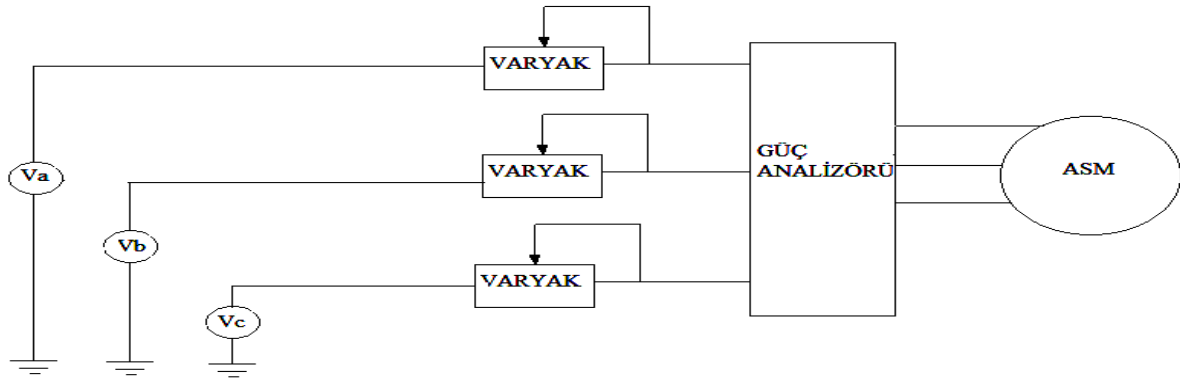 VARYAK
Va
VARYAK
Vb
VARYAK
Vc
GÜÇ
ANALİZÖRÜ
ASM